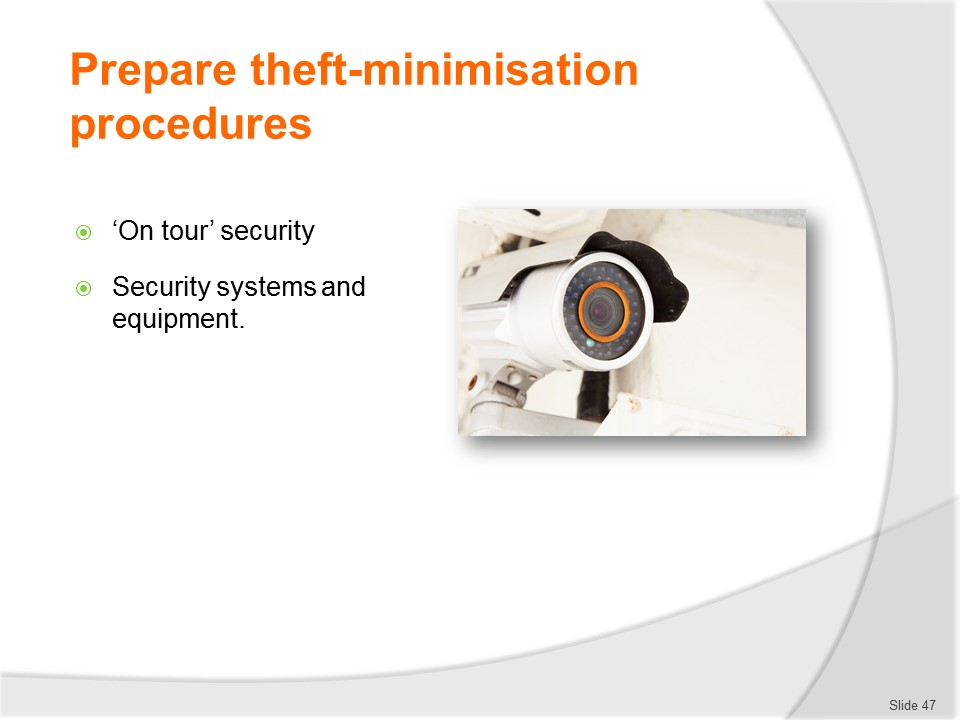 Prepare theft-minimisation
procedures
‘On tour’ security
Security systems and
equipment.
Slide 47